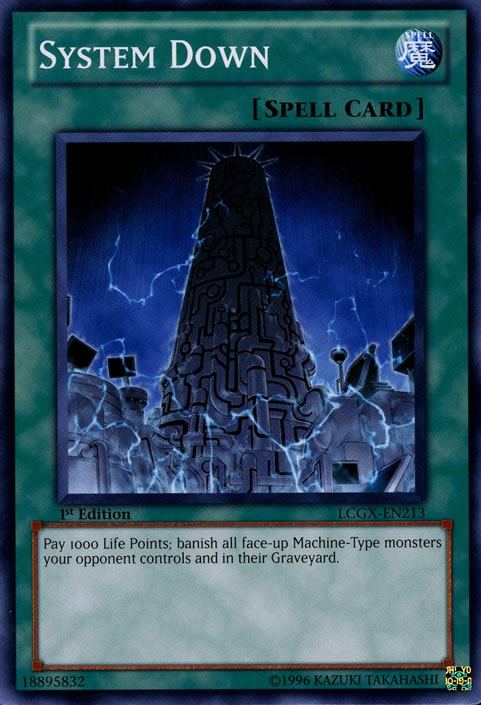 SYSTEM DOWN
SPELL
魔
[SPELL CARD]
1st Edition
LCGX-EN213
Pay 1000 Life Points; banish all face-up Machine-Type monsters
your opponent controls and in their Graveyard.
18895832
©1996 KAZUKI TAKAHASHI